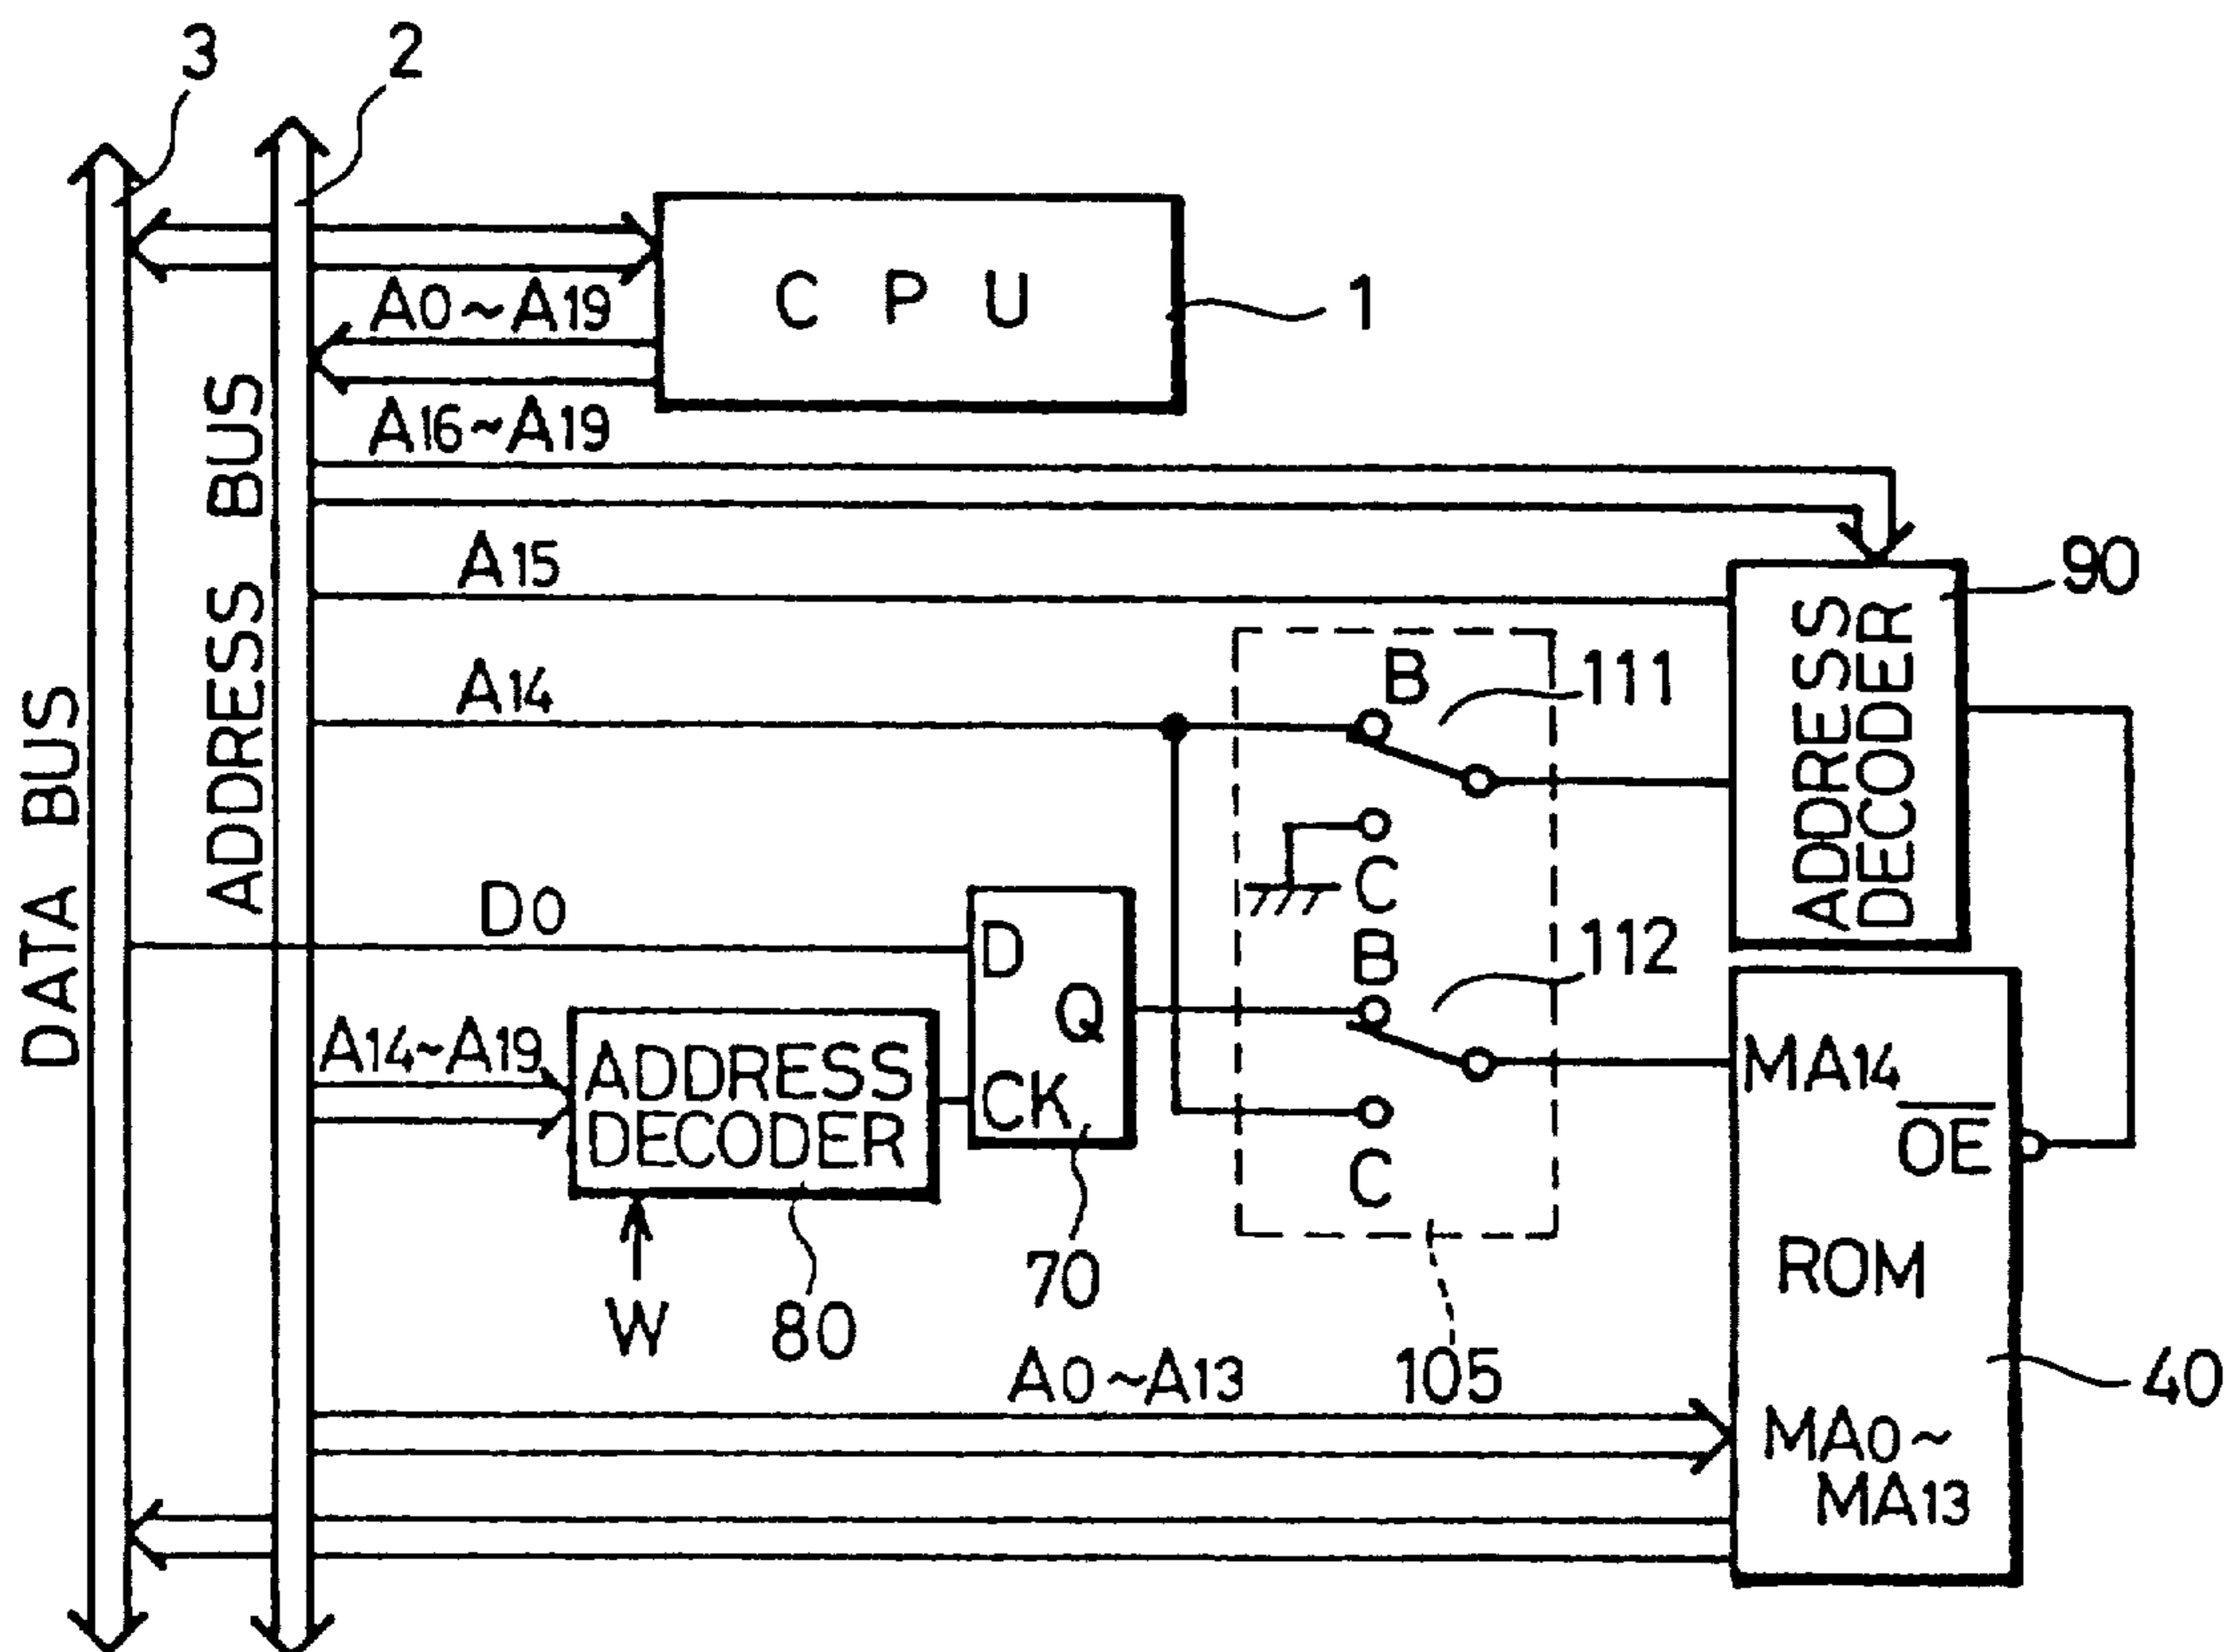 3
2
C P U
1
A0~A19
A16~A19
DATA BUS
ADDRESS BUS
A15
90
ADDRESS
DECODER
A14
B
111
C
D0
D
Q
CK
B
112
MA14
A14~A19
ADDRESS
DECODER
OE
C
ROM
W
80
70
105
A0~A13
40
MA0~
MA13